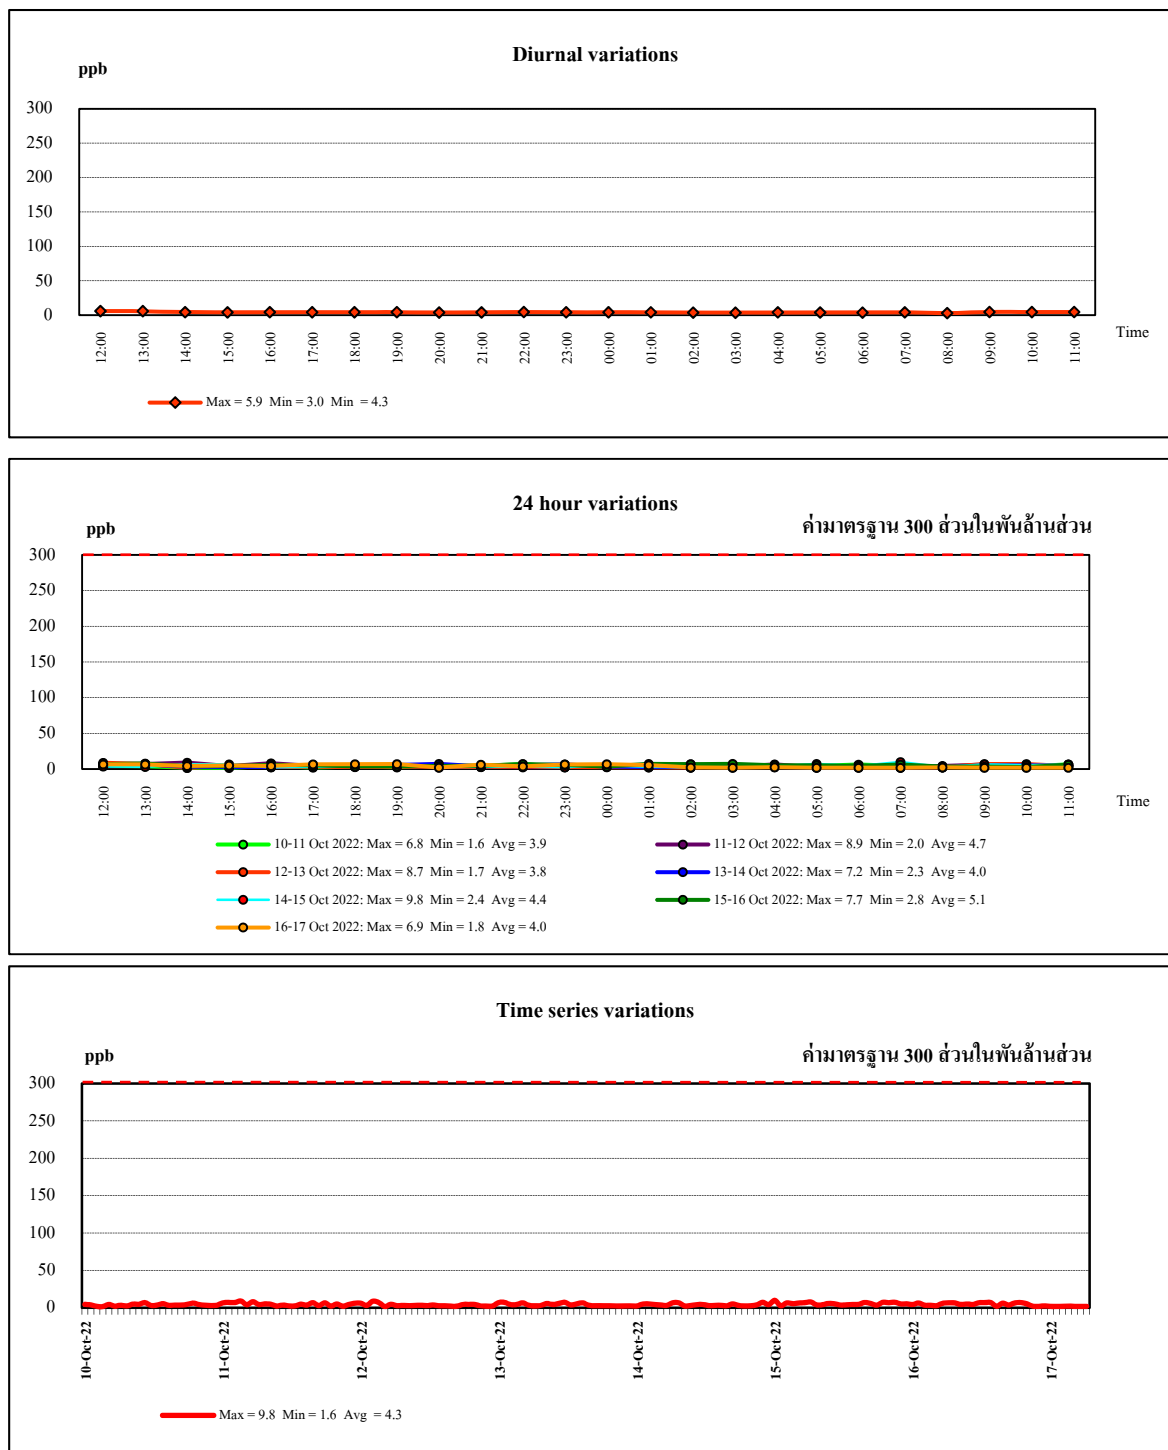 Diurnal variations
ppb
300
250
200
150
100
50
0
12:00 13:00 14:00 15:00 16:00 17:00 18:00 19:00 20:00 21:00 22:00 23:00 00:00 01:00 02:00 03:00 04:00 05:00 06:00 07:00 08:00 09:00 10:00 11:00
Time
Max = 5.9 Min = 3.0 Min = 4.3
24 hour variations
ppb
ค่ามาตรฐาน 300 ส่วนในพันล้านส่วน
300
250
200
150
100
50
0
12:00 13:00 14:00 15:00 16:00 17:00 18:00 19:00 20:00 21:00 22:00 23:00 00:00 01:00 02:00 03:00 04:00 05:00 06:00 07:00 08:00 09:00 10:00 11:00
Time
10-11 Oct 2022: Max = 6.8 Min = 1.6 Avg = 3.9
11-12 Oct 2022: Max = 8.9 Min = 2.0 Avg = 4.7
12-13 Oct 2022: Max = 8.7 Min = 1.7 Avg = 3.8
13-14 Oct 2022: Max = 7.2 Min = 2.3 Avg = 4.0
14-15 Oct 2022: Max = 9.8 Min = 2.4 Avg = 4.4
15-16 Oct 2022: Max = 7.7 Min = 2.8 Avg = 5.1
16-17 Oct 2022: Max = 6.9 Min = 1.8 Avg = 4.0
Time series variations
ppb
ค่ามาตรฐาน 300 ส่วนในพันล้านส่วน
300
250
200
150
100
50
0
10-Oct-22 11-Oct-22 12-Oct-22 13-Oct-22 14-Oct-22 15-Oct-22 16-Oct-22 17-Oct-22
Max = 9.8 Min = 1.6 Avg = 4.3